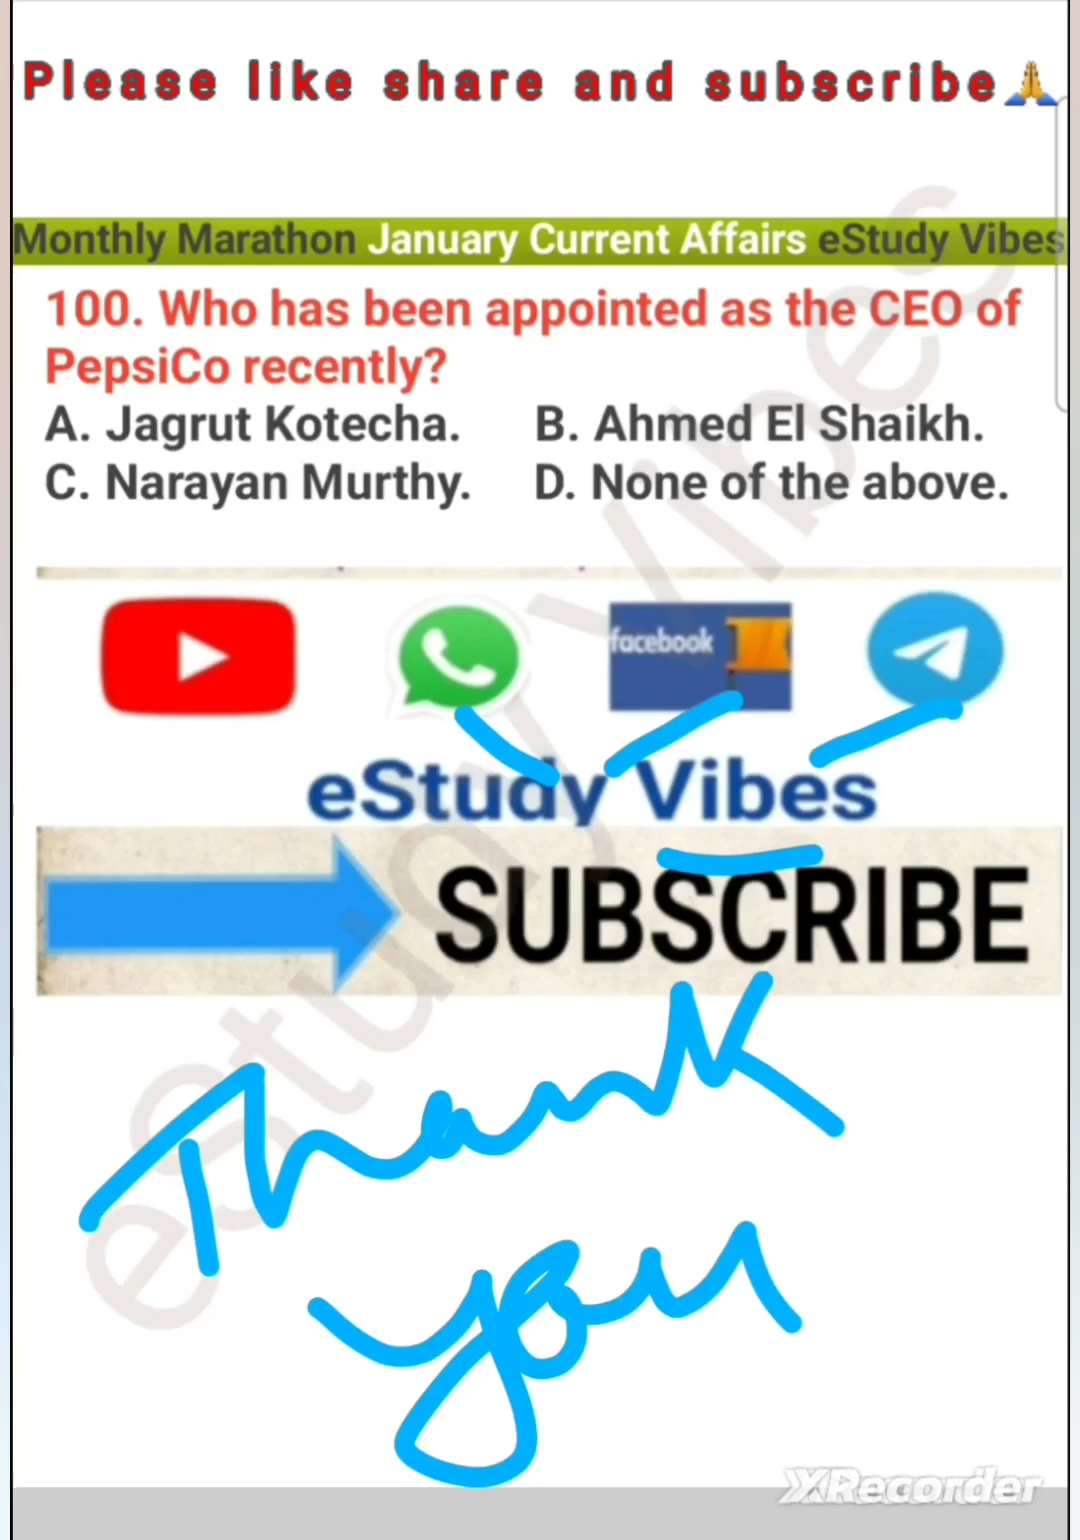 Please like share and subscribe🙏
Monthly Marathon January Current Affairs eStudy Vibes
100. Who has been appointed as the CEO of
PepsiCo recently?
A. Jagrut Kotecha. B. Ahmed El Shaikh.
C. Narayan Murthy. D. None of the above.
facebook
eStudy Vibes
SUBSCRIBE
Thank
you
eStudy Vibes
XRecorder